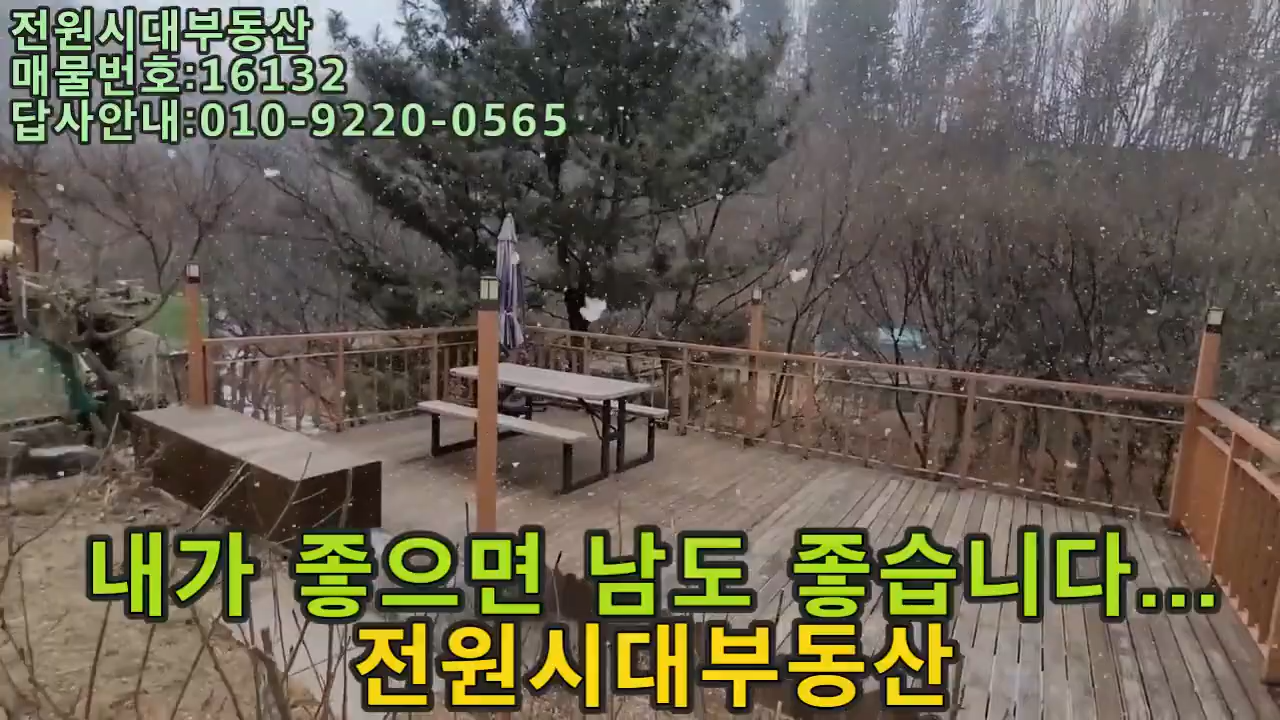 전원시대부동산
매물번호:16132
답사안내:010-9220-0565
내가 좋으면 남도 좋습니다...
전원시대부동산